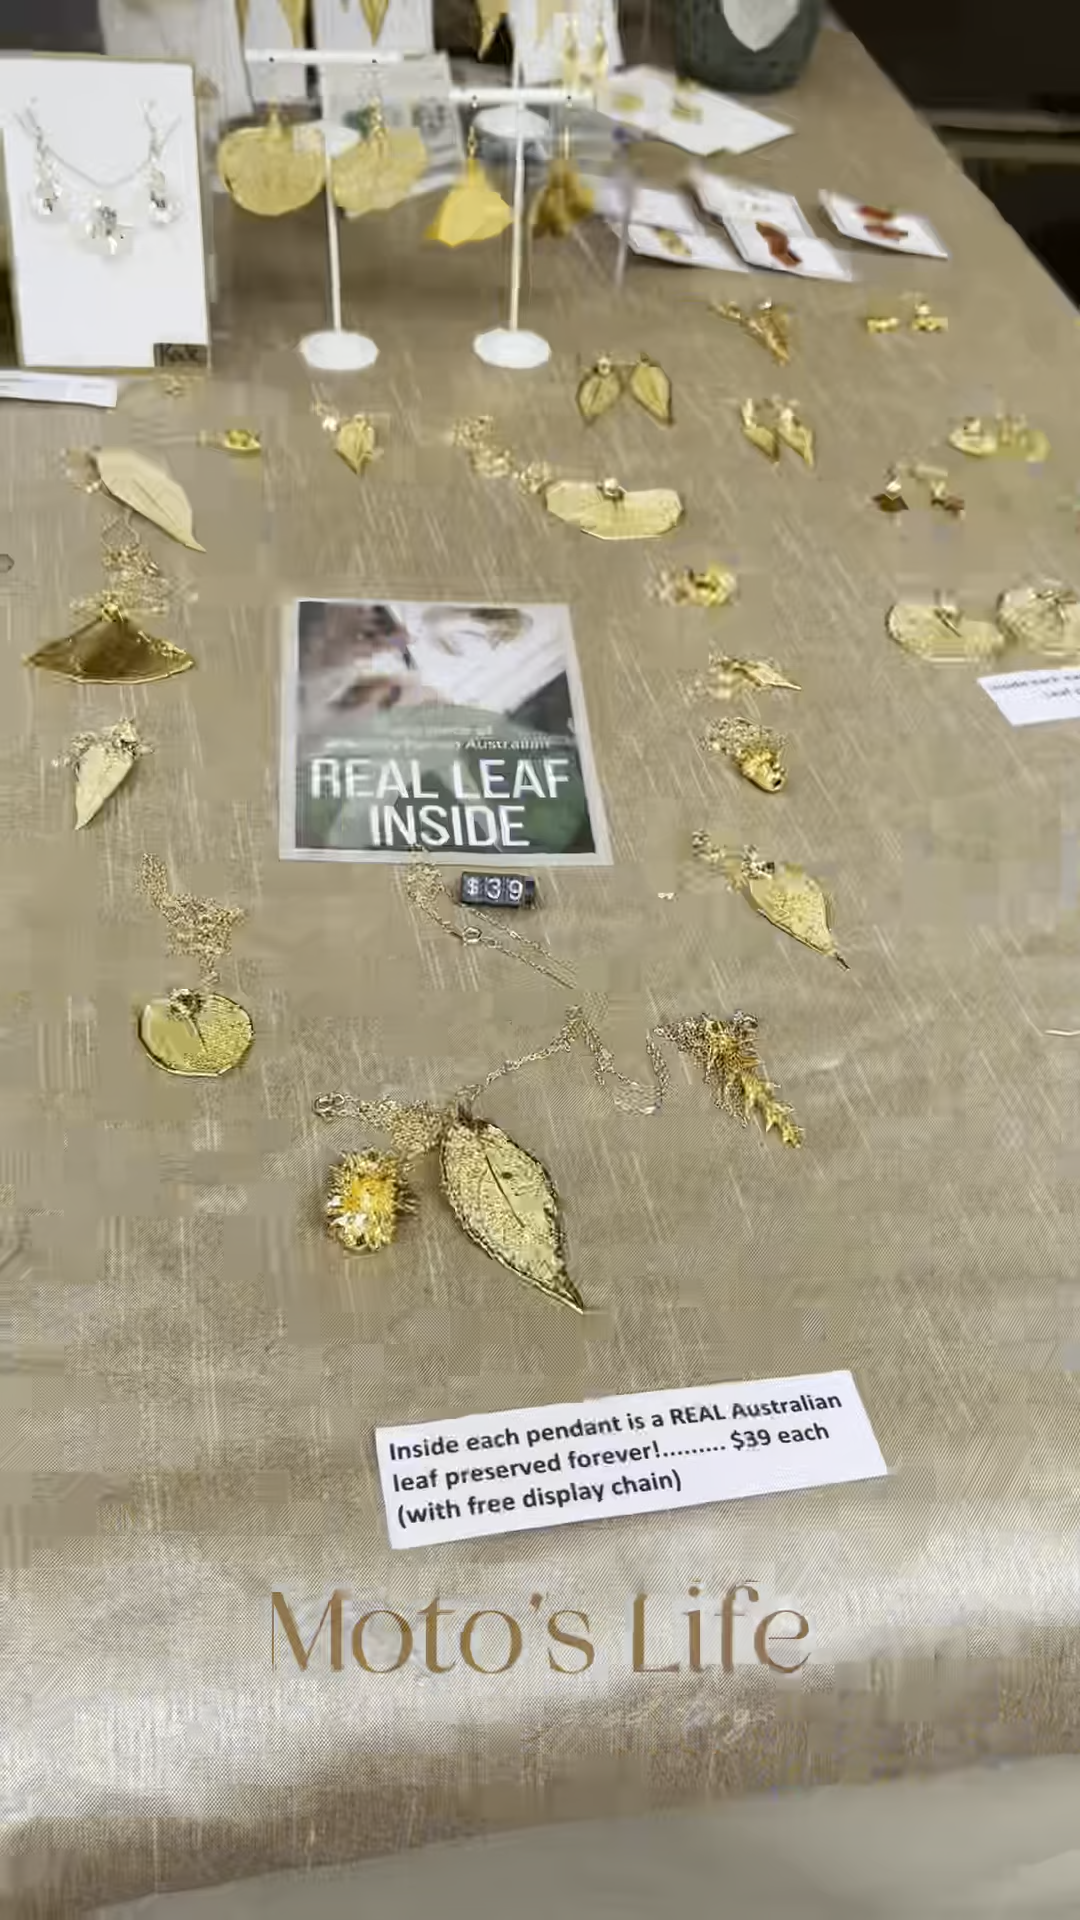 Australian
REAL LEAF
INSIDE
$39
Inside each pendant is a REAL Australian
leaf preserved forever!......... $39 each
(with free display chain)
Moto's Life